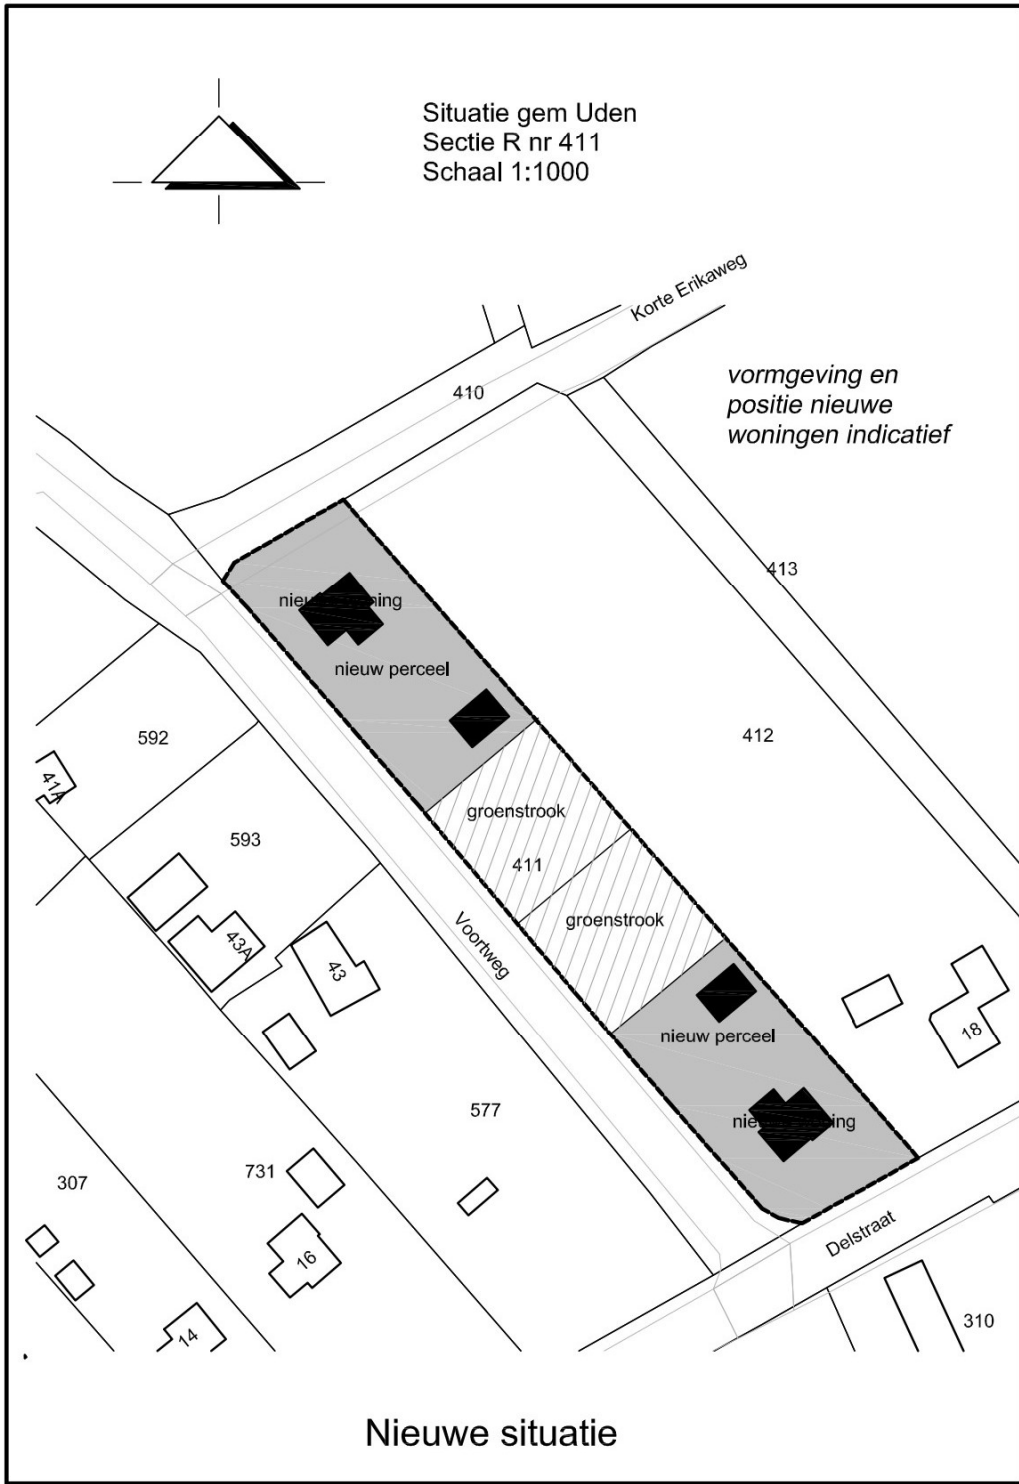 Situatie gem Uden
Sectie R nr 411
Schaal 1:1000
Korte Erikaweg
vormgeving en
positie nieuwe
woningen indicatief
410
413
nieuw perceel
592
412
41A
groenstrook
593
411
groenstrook
Voortweg
43A
43
18
nieuw perceel
577
731
307
Delstraat
16
14
310
Nieuwe situatie